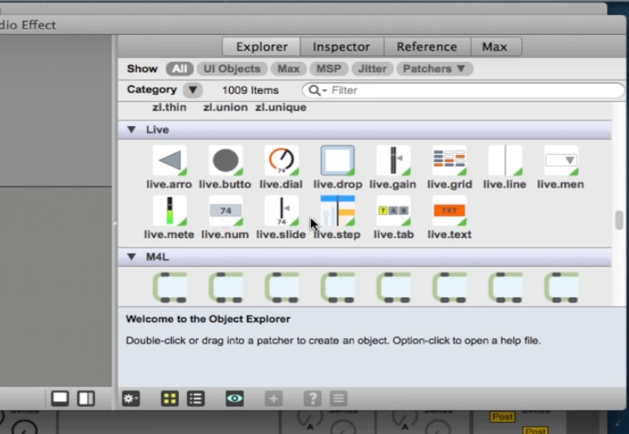 dio Effect
Explorer Inspector Reference Max
Show All UI Objects Max MSP Jitter Patchers ▼
Category ▼ 1009 Items Filter
zl.thin zl.union zl.unique
▼ Live
74
live.arro live.butto live.dial live.drop live.gain live.grid live.line live.men
74 74 T A B TXT
live.mete live.num live.slide live.step live.tab live.text
▼ M4L
Welcome to the Object Explorer
Double-click or drag into a patcher to create an object. Option-click to open a help file.
Post
Post